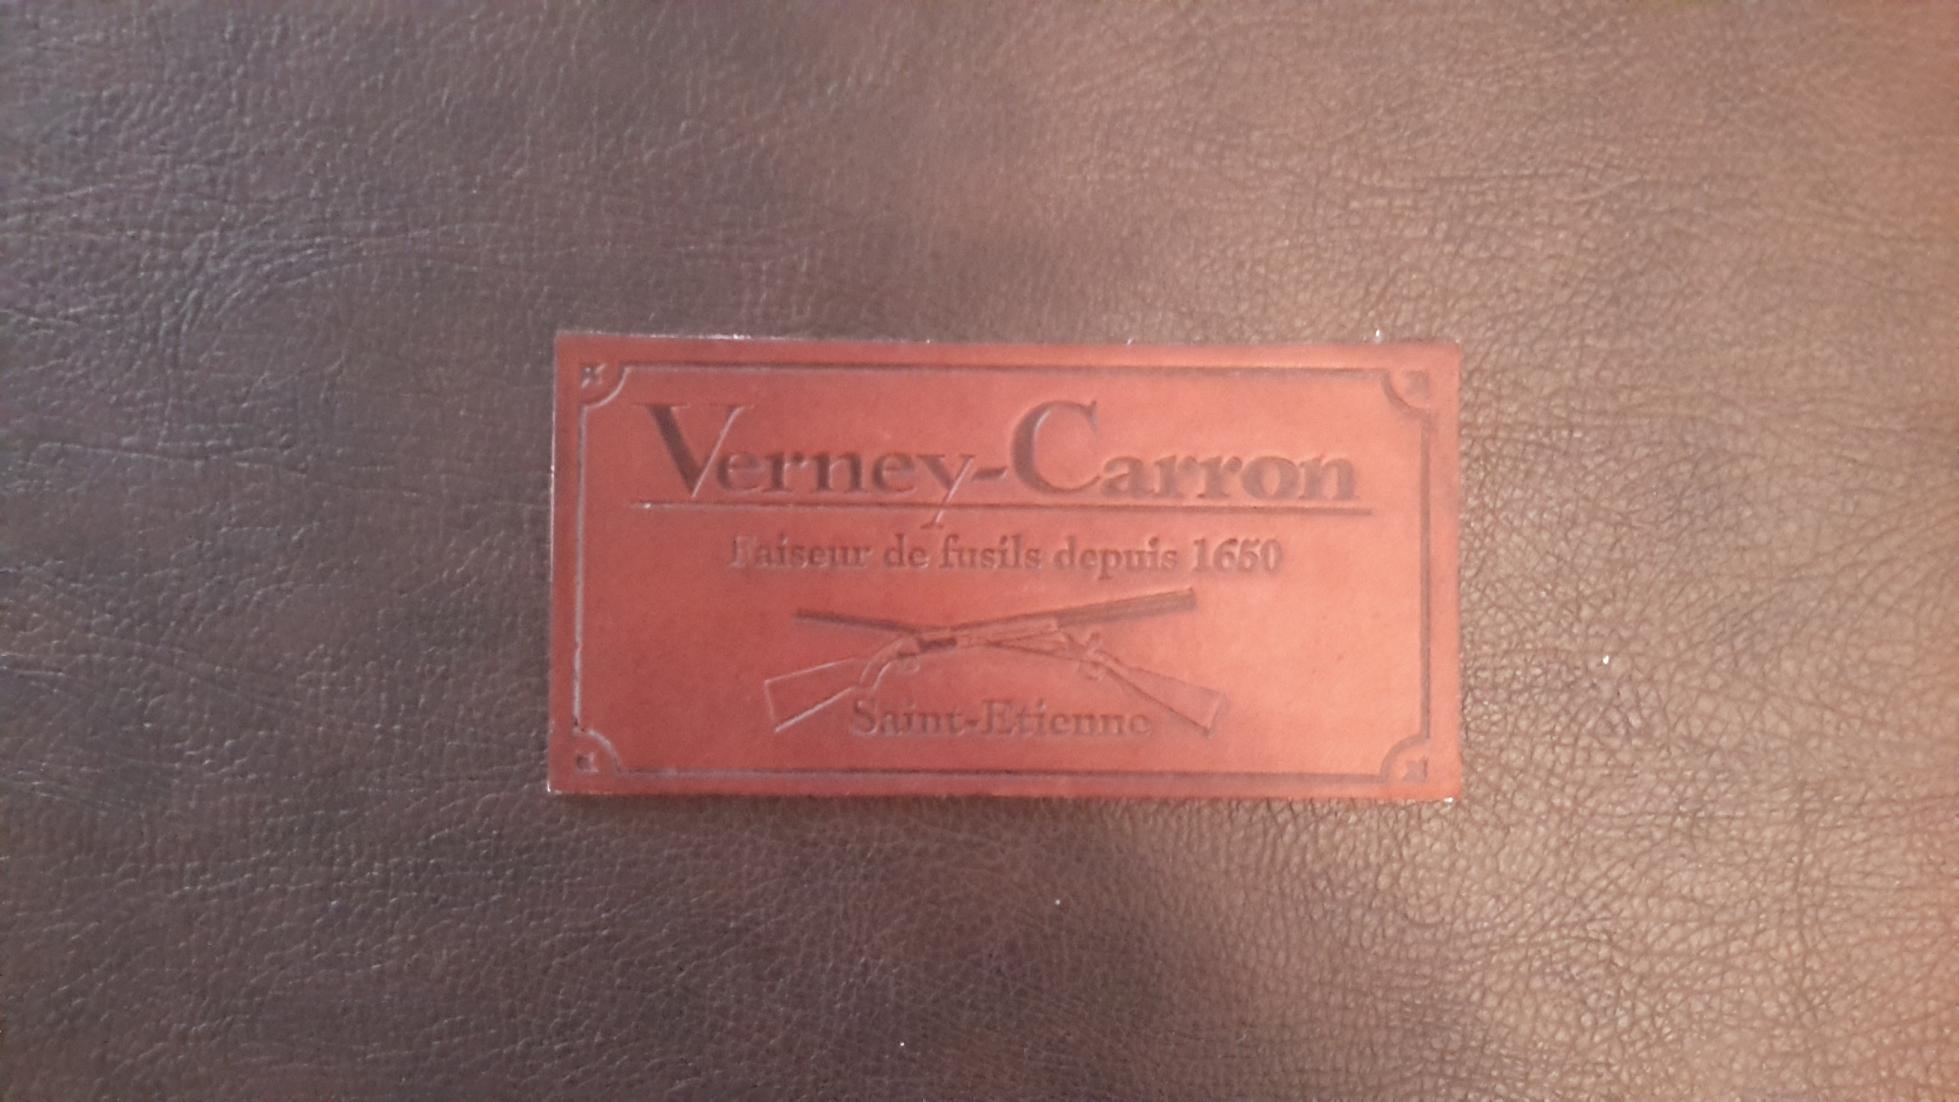 Verney-Carron
Faiseur de fusils depuis 1650
Saint-Etienne